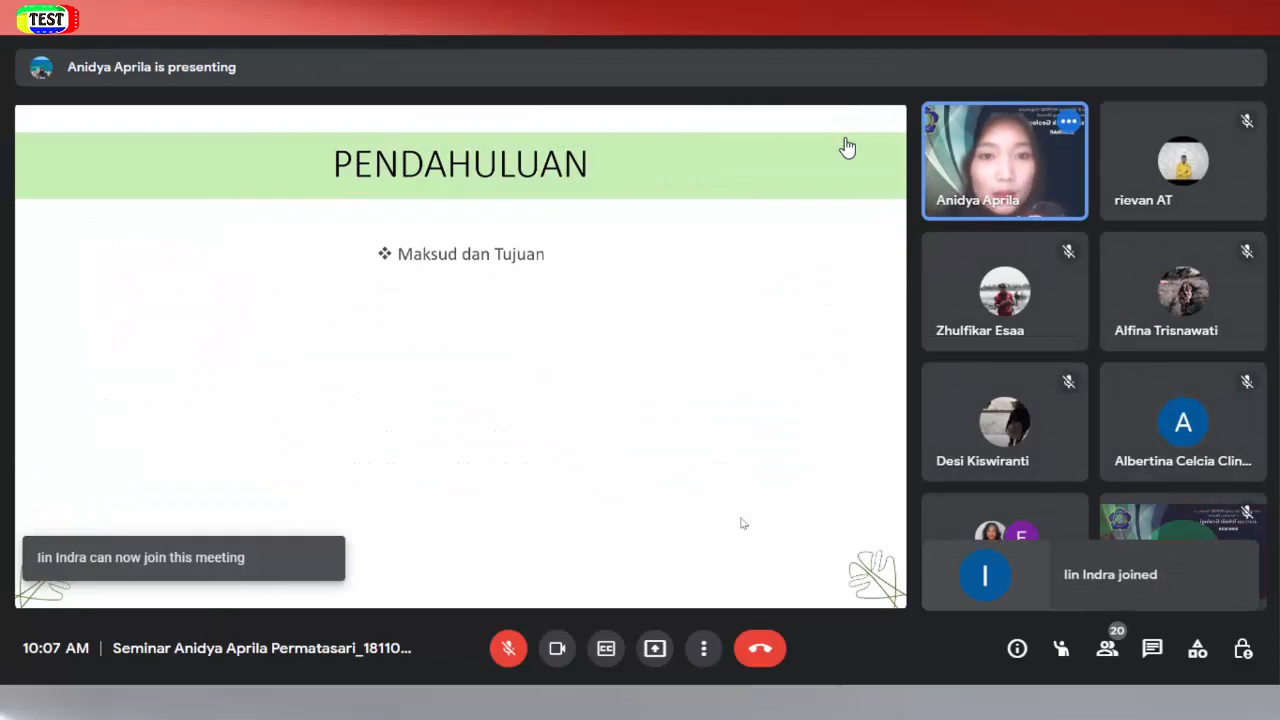 TEST
Anidya Aprila is presenting
PENDAHULUAN
❖ Maksud dan Tujuan
Iin Indra can now join this meeting
Anidya Aprila
rievan AT
Zhulfikar Esaa
Alfina Trisnawati
Desi Kiswiranti
A
Albertina Celcia Clin...
I
Iin Indra joined
10:07 AM | Seminar Anidya Aprila Permatasari_18110...
CC
20